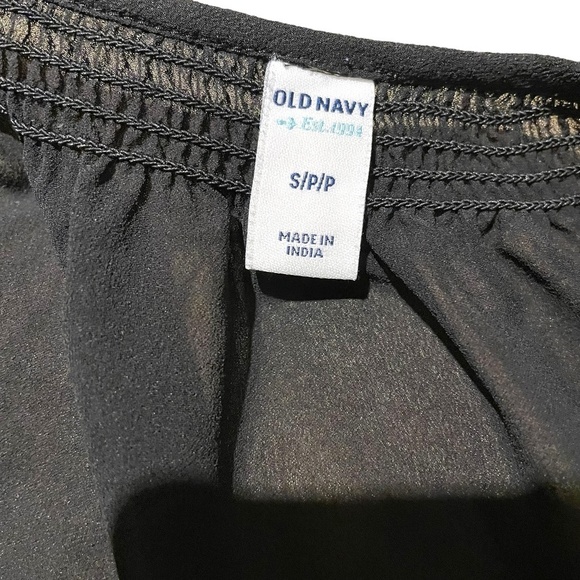 OLD NAVY
Est. 1994
S/P/P
MADE IN
INDIA